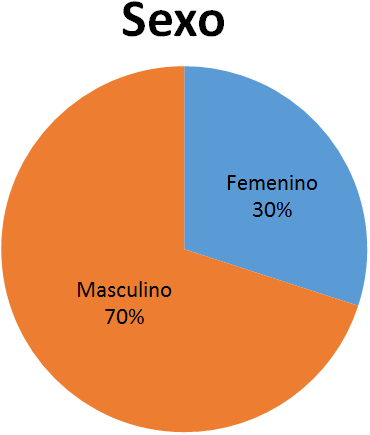 Sexo
Femenino
30%
Masculino
70%